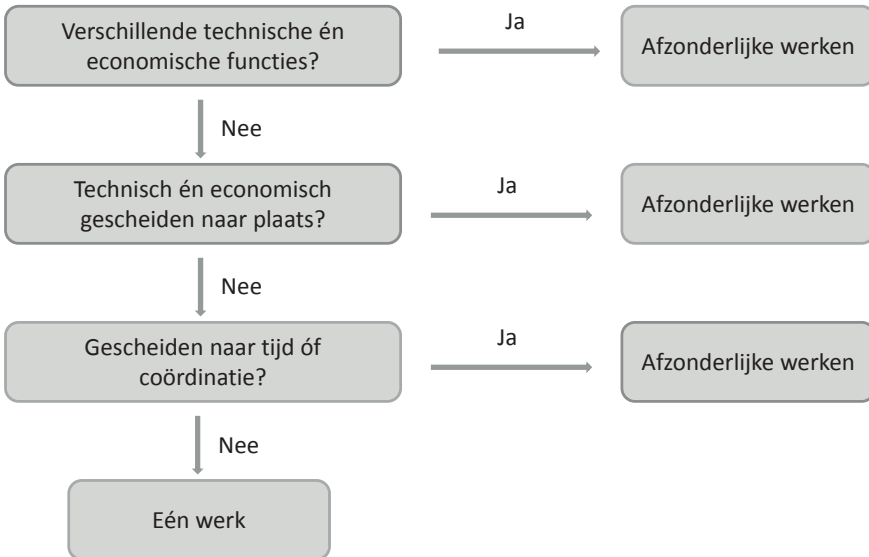 Verschillende technische én
economische functies?
Ja
Afzonderlijke werken
Nee
Technisch én economisch
gescheiden naar plaats?
Ja
Afzonderlijke werken
Nee
Gescheiden naar tijd óf
coördinatie?
Ja
Afzonderlijke werken
Nee
Eén werk